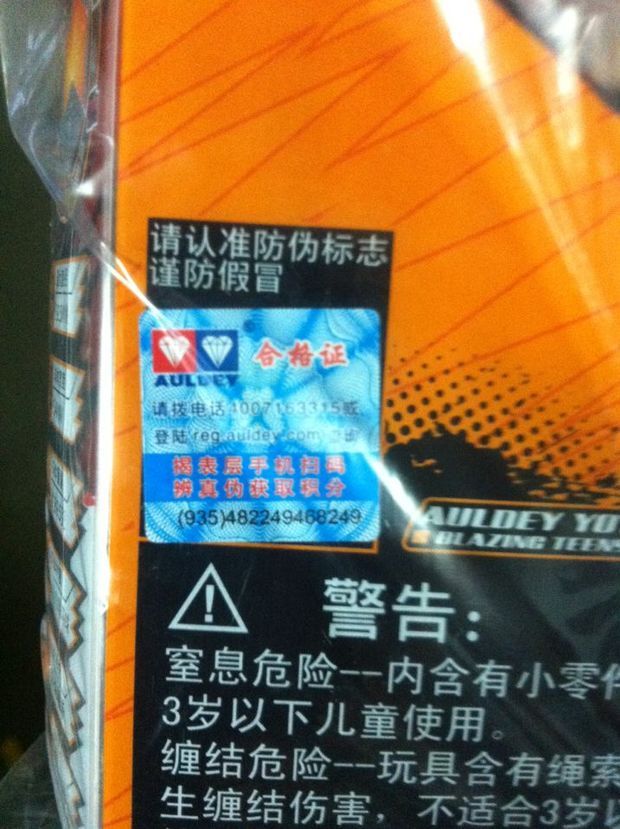 请认准防伪标志
谨防假冒
AULDEY
合格证
请拨电话4007163315或
登陆reg.auldey.com
揭表层手机扫码
辨真伪获取积分
(935)482249468249
AULDEY YO
BLAZING TEENS
警告:
窒息危险--内含有小零件
3岁以下儿童使用。
缠结危险--玩具含有绳索
生缠结伤害,不适合3岁以